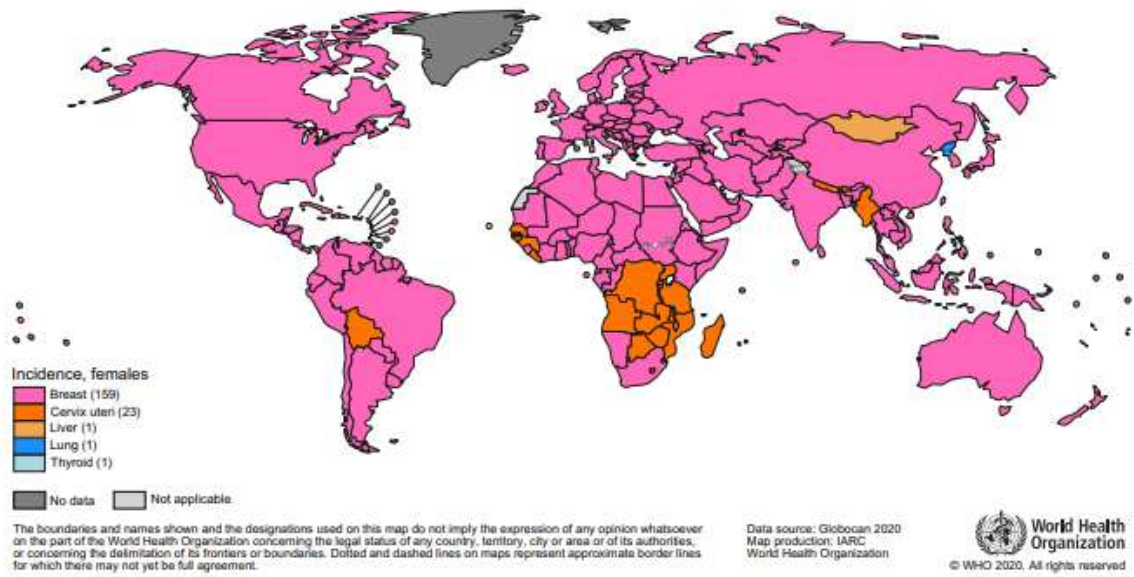 Incidence, females
Breast (159)
Cervix uteri (23)
Liver (1)
Lung (1)
Thyroid (1)
No data
Not applicable
The boundaries and names shown and the designations used on this map do not imply the expression of any opinion whatsoever
on the part of the World Health Organization concerning the legal status of any country, territory, city or area or of its authorities,
or concerning the delimitation of its frontiers or boundaries. Dotted and dashed lines on maps represent approximate border lines
for which there may not yet be full agreement.
Data source: Globocan 2020
Map production: IARC
World Health Organization
World Health
Organization
© WHO 2020. All rights reserved